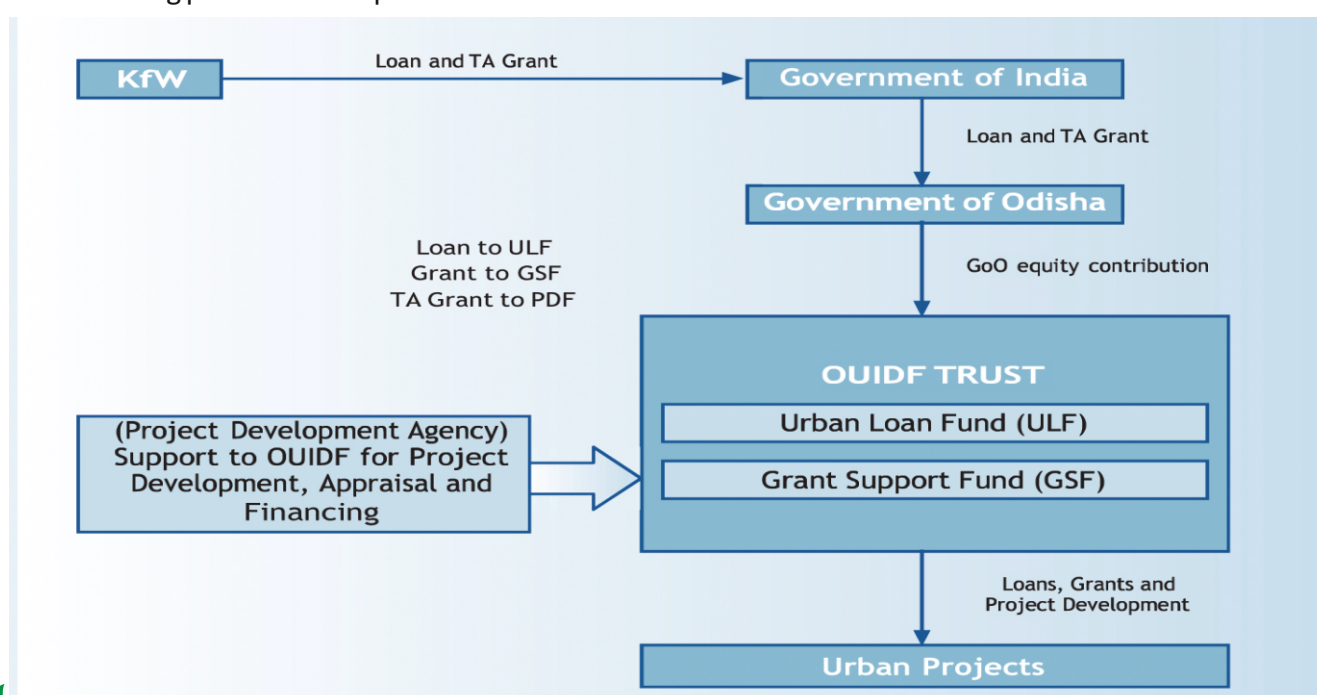 KfW
Loan and TA Grant
Government of India
Loan and TA Grant
Government of Odisha
Loan to ULF
Grant to GSF
TA Grant to PDF
GoO equity contribution
OUIDF TRUST
Urban Loan Fund (ULF)
Grant Support Fund (GSF)
(Project Development Agency)
Support to OUIDF for Project
Development, Appraisal and
Financing
Loans, Grants and
Project Development
Urban Projects